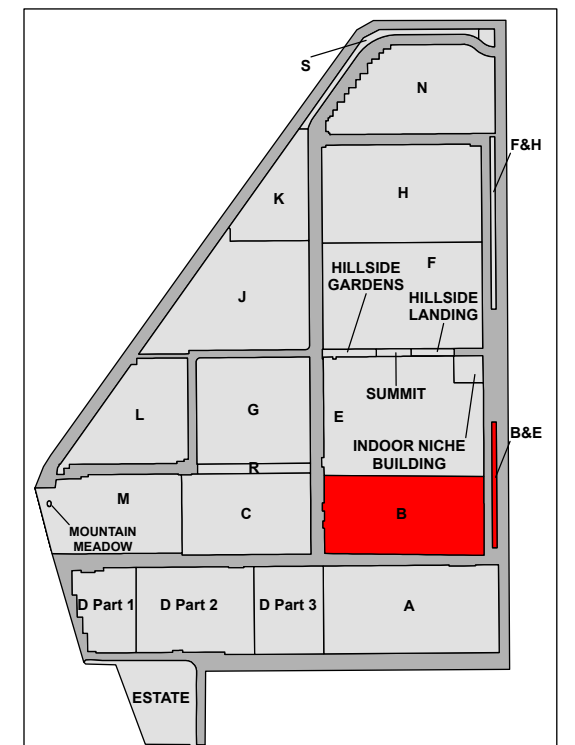 S
N
F&H
K
H
F
HILLSIDE
GARDENS
HILLSIDE
LANDING
J
SUMMIT
L
G
E
INDOOR NICHE
BUILDING
B&E
R
M
C
B
MOUNTAIN
MEADOW
D Part 1
D Part 2
D Part 3
A
ESTATE